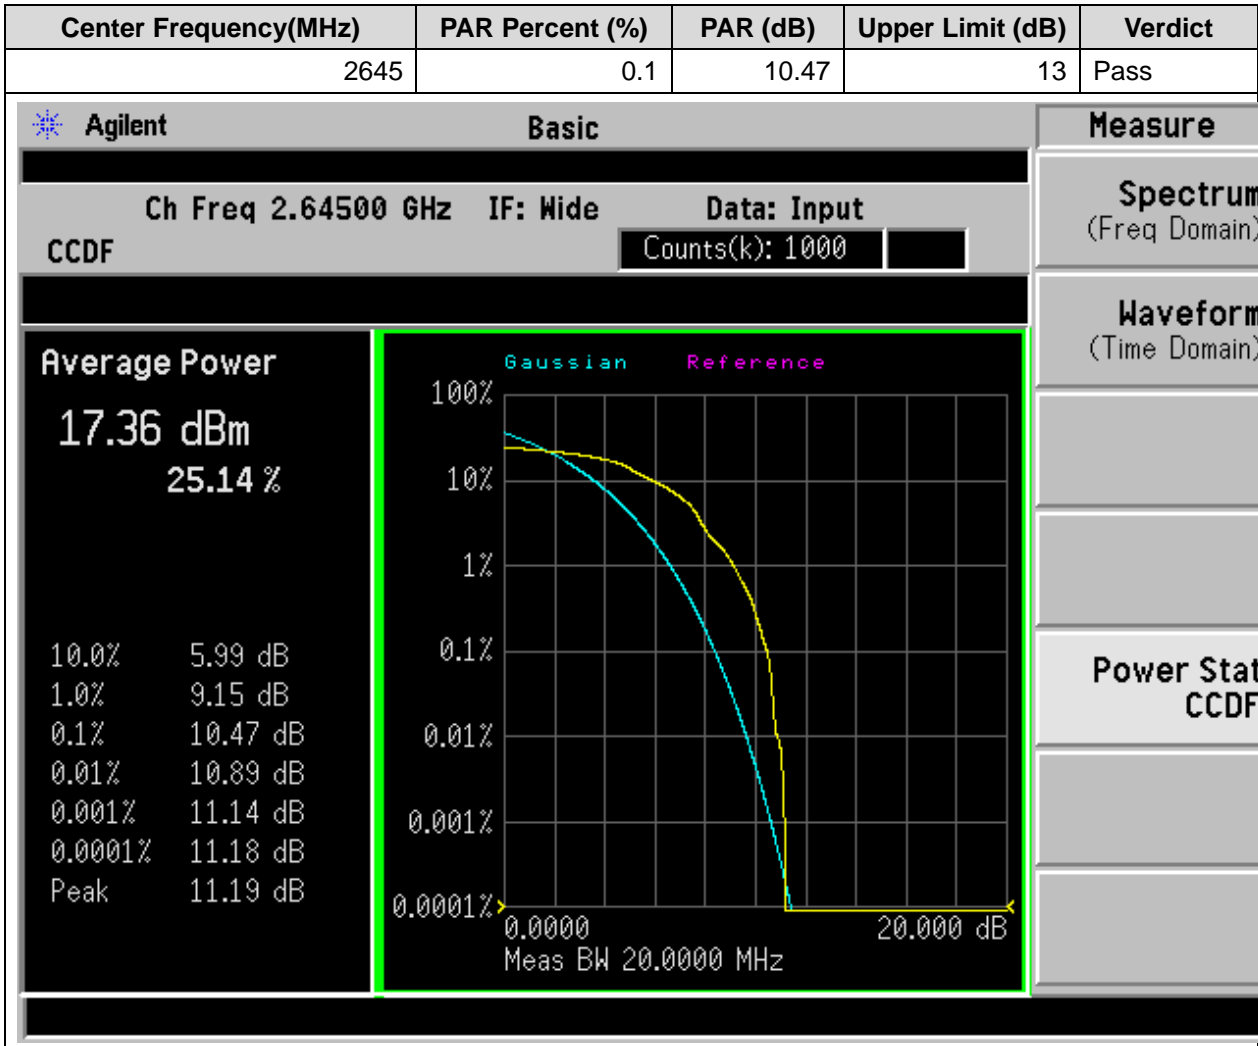 Center Frequency(MHz) PAR Percent (%) PAR (dB) Upper Limit (dB) Verdict
2645 0.1 10.47 13 Pass
Agilent Basic Measure
Ch Freq 2.64500 GHz IF: Wide Data: Input
CCDF Counts(k): 1000
Spectrum
(Freq Domain)
Waveform
(Time Domain)
Power Stat
CCDF
Average Power
17.36 dBm
25.14 %
10.0% 5.99 dB
1.0% 9.15 dB
0.1% 10.47 dB
0.01% 10.89 dB
0.001% 11.14 dB
0.0001% 11.18 dB
Peak 11.19 dB
Gaussian Reference
100%
10%
1%
0.1%
0.01%
0.001%
0.0001%
0.0000 20.000 dB
Meas BW 20.0000 MHz